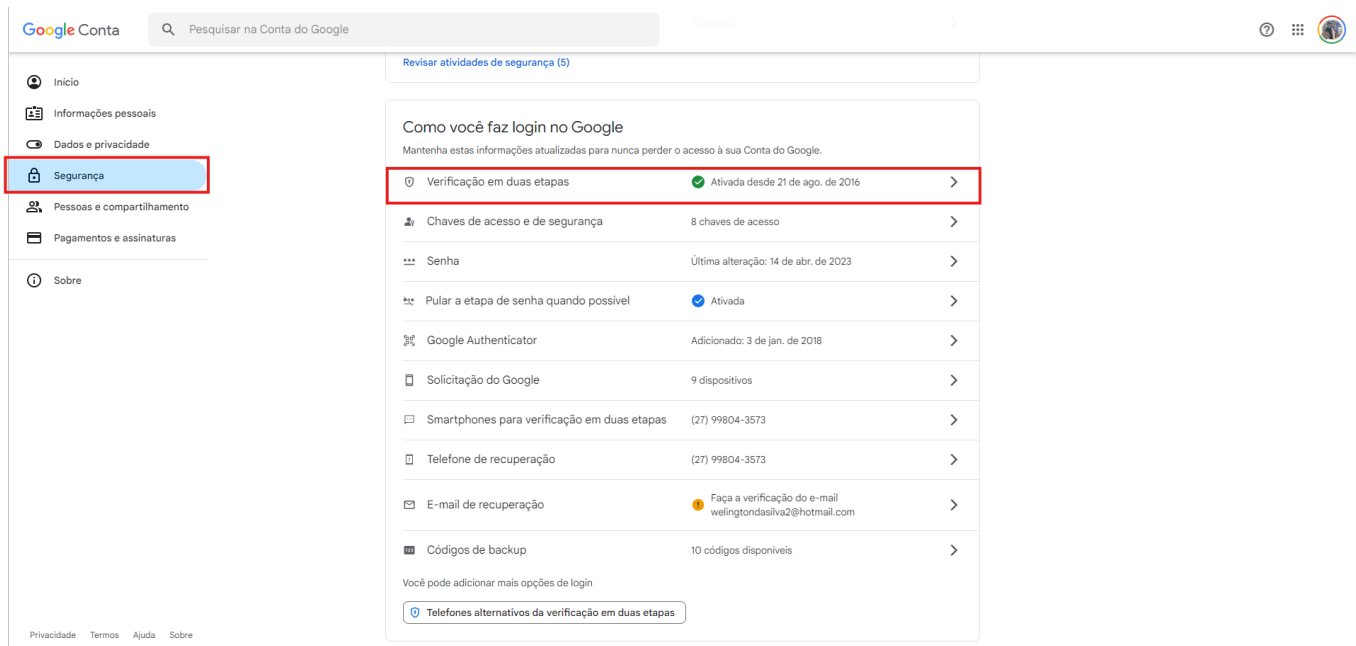 Google Conta
Pesquisar na Conta do Google
Início
Informações pessoais
Dados e privacidade
Segurança
Pessoas e compartilhamento
Pagamentos e assinaturas
Sobre
Revisar atividades de segurança (5)
Como você faz login no Google
Mantenha estas informações atualizadas para nunca perder o acesso à sua Conta do Google.
Verificação em duas etapas Ativada desde 21 de ago. de 2016
Chaves de acesso e de segurança 8 chaves de acesso
Senha Última alteração: 14 de abr. de 2023
Pular a etapa de senha quando possível Ativada
Google Authenticator Adicionado: 3 de jan. de 2018
Solicitação do Google 9 dispositivos
Smartphones para verificação em duas etapas (27) 99804-3573
Telefone de recuperação (27) 99804-3573
E-mail de recuperação Faça a verificação do e-mail
welingtondasilva2@hotmail.com
Códigos de backup 10 códigos disponíveis
Você pode adicionar mais opções de login
Telefones alternativos da verificação em duas etapas
Privacidade Termos Ajuda Sobre